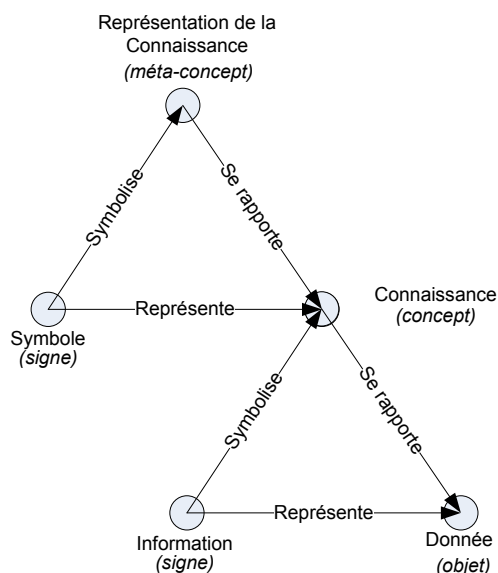 Représentation de la
Connaissance
(méta-concept)
Symbolise
Se rapporte
Représente
Connaissance
(concept)
Symbole
(signe)
Symbolise
Se rapporte
Représente
Information
(signe)
Donnée
(objet)